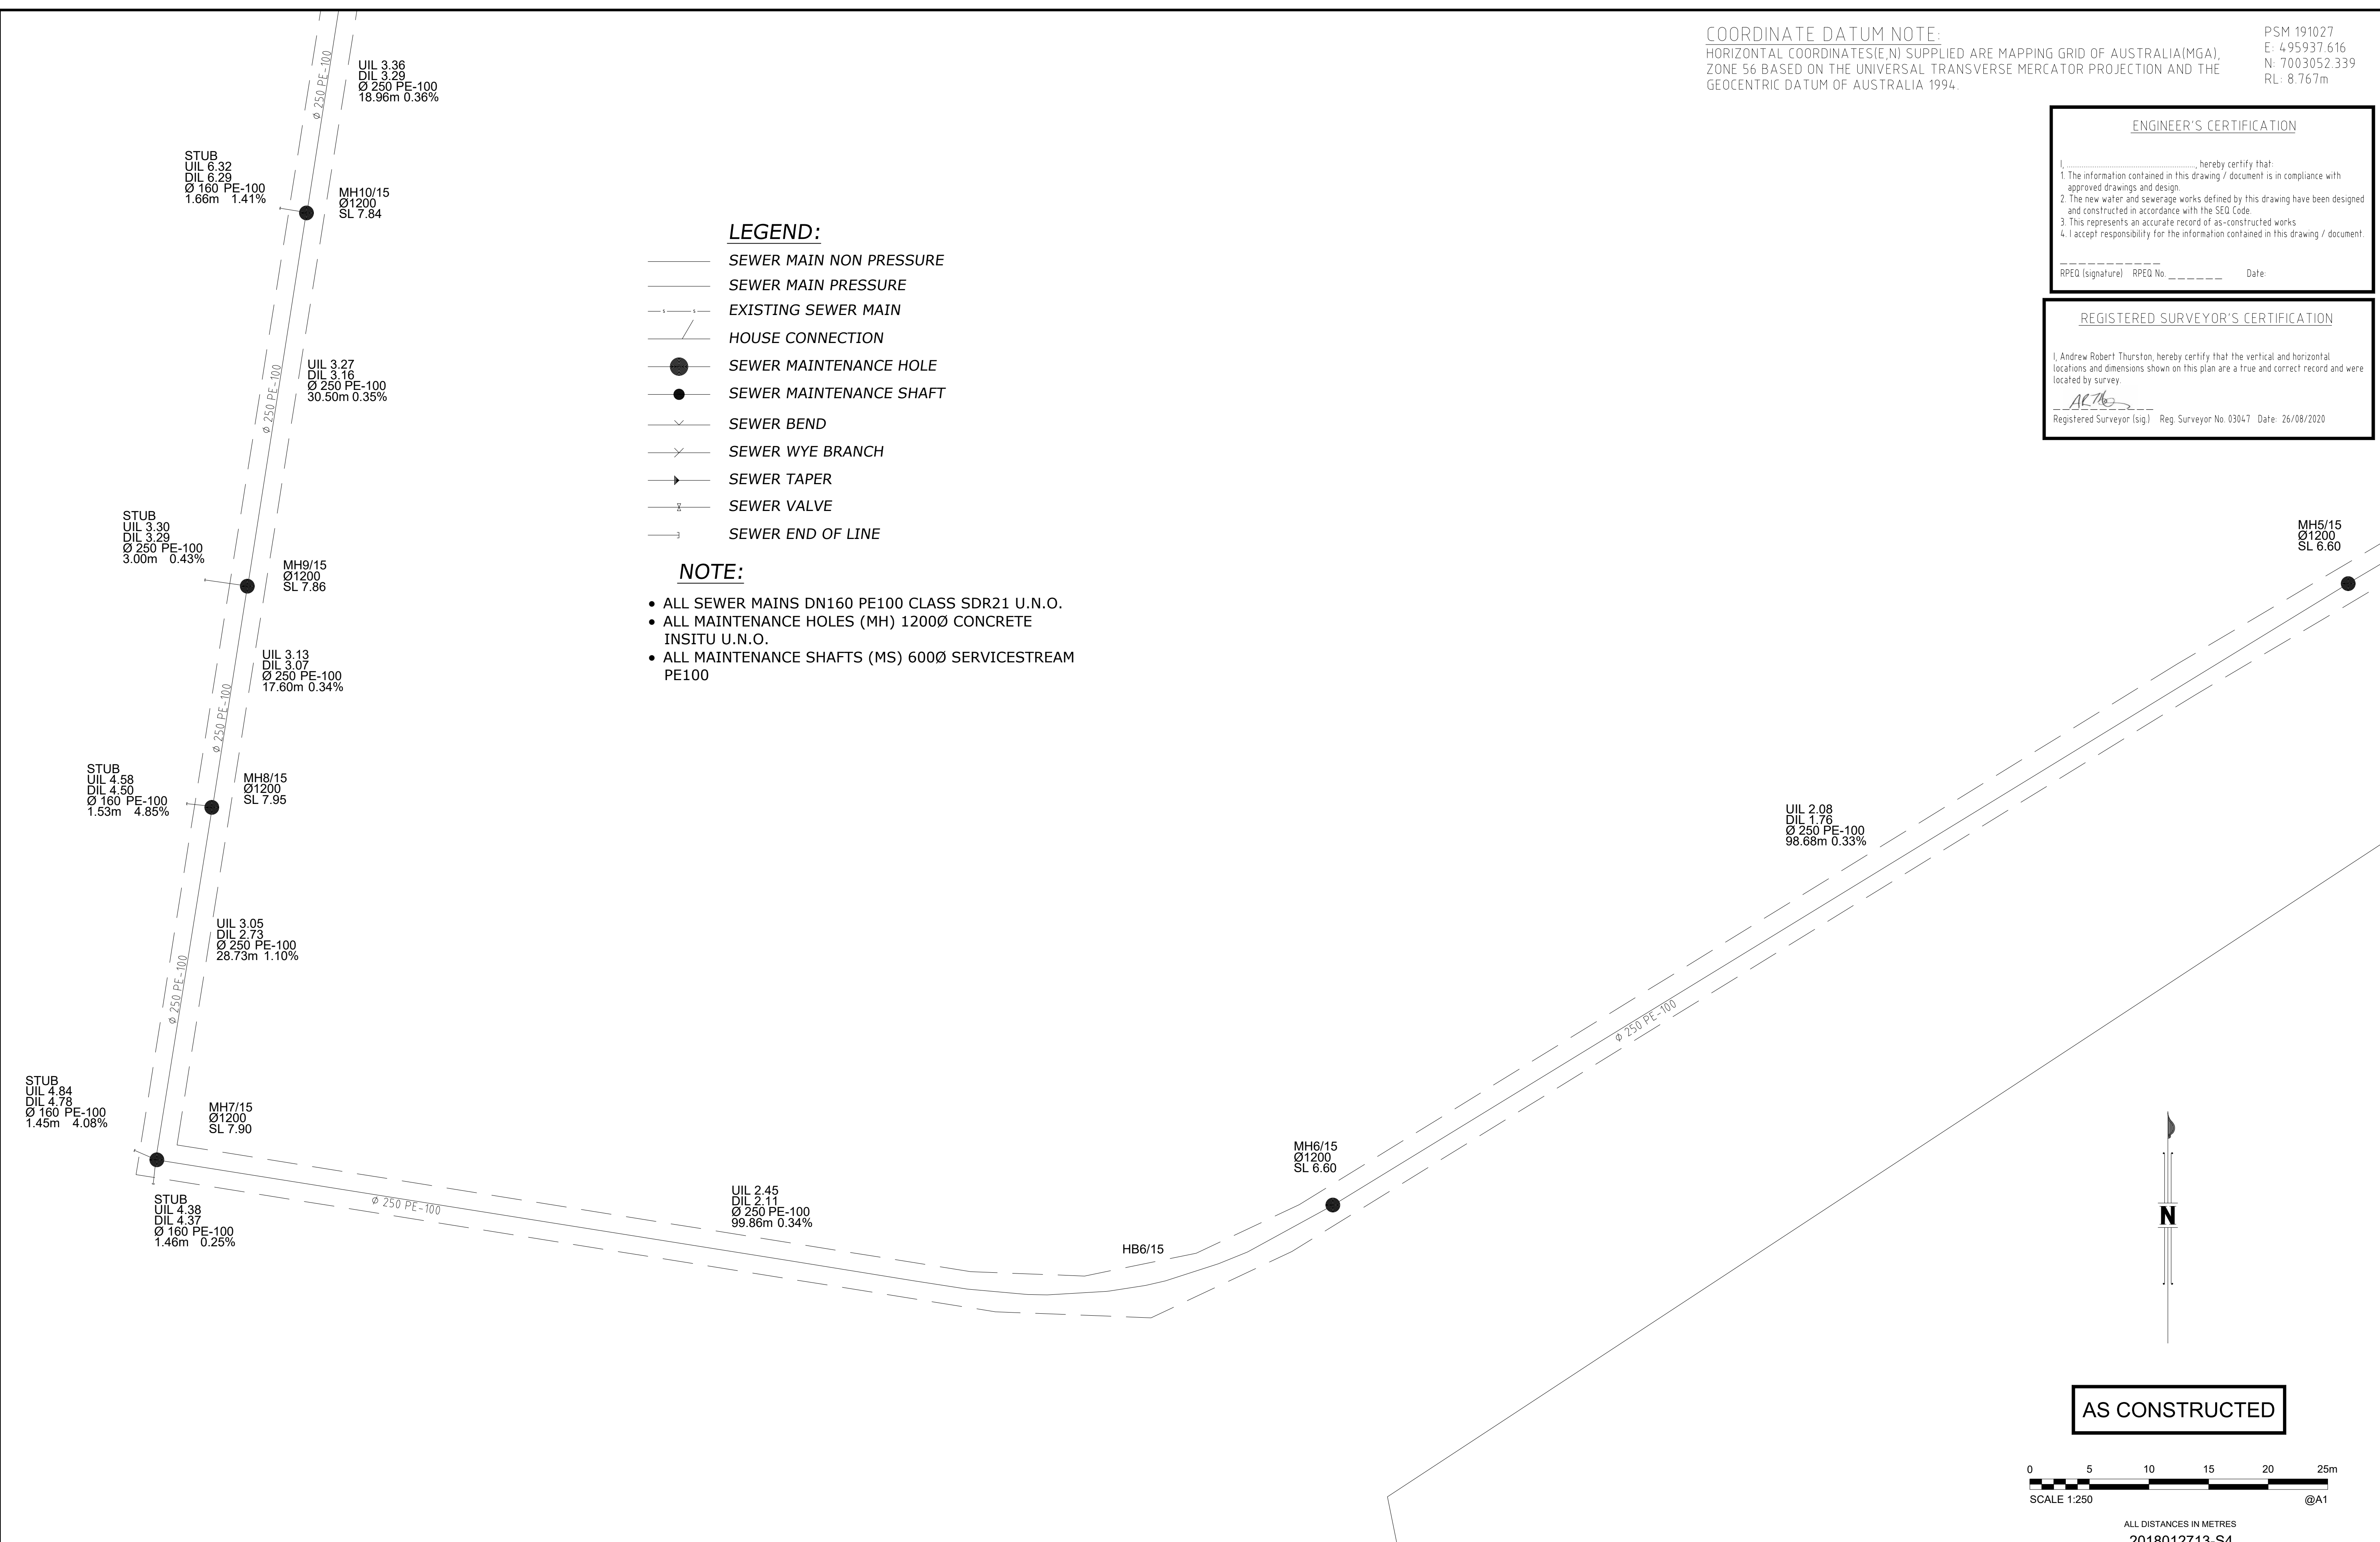 COORDINATE DATUM NOTE:
HORIZONTAL COORDINATES(E,N) SUPPLIED ARE MAPPING GRID OF AUSTRALIA(MGA),
ZONE 56 BASED ON THE UNIVERSAL TRANSVERSE MERCATOR PROJECTION AND THE
GEOCENTRIC DATUM OF AUSTRALIA 1994.
PSM 191027
E: 495937.616
N: 7003052.339
RL: 8.767m
ENGINEER'S CERTIFICATION
I, ............................................................, hereby certify that:
1. The information contained in this drawing / document is in compliance with
approved drawings and design.
2. The new water and sewerage works defined by this drawing have been designed
and constructed in accordance with the SEQ Code.
3. This represents an accurate record of as-constructed works
4. I accept responsibility for the information contained in this drawing / document.
RPEQ (signature) RPEQ No. _ _ _ _ _ _ Date:
REGISTERED SURVEYOR'S CERTIFICATION
I, Andrew Robert Thurston, hereby certify that the vertical and horizontal
locations and dimensions shown on this plan are a true and correct record and were
located by survey.
Registered Surveyor (sig.) Reg. Surveyor No. 03047 Date: 26/08/2020
Ø 250 PE-100
UIL 3.36
DIL 3.29
Ø 250 PE-100
18.96m 0.36%
STUB
UIL 6.32
DIL 6.29
Ø 160 PE-100
1.66m 1.41%
MH10/15
Ø1200
SL 7.84
UIL 3.27
DIL 3.16
Ø 250 PE-100
30.50m 0.35%
Ø 250 PE-100
STUB
UIL 3.30
DIL 3.29
Ø 250 PE-100
3.00m 0.43%
MH9/15
Ø1200
SL 7.86
UIL 3.13
DIL 3.07
Ø 250 PE-100
17.60m 0.34%
Ø 250 PE-100
STUB
UIL 4.58
DIL 4.50
Ø 160 PE-100
1.53m 4.85%
MH8/15
Ø1200
SL 7.95
UIL 3.05
DIL 2.73
Ø 250 PE-100
28.73m 1.10%
Ø 250 PE-100
STUB
UIL 4.84
DIL 4.78
Ø 160 PE-100
1.45m 4.08%
MH7/15
Ø1200
SL 7.90
STUB
UIL 4.38
DIL 4.37
Ø 160 PE-100
1.46m 0.25%
Ø 250 PE-100
LEGEND:
SEWER MAIN NON PRESSURE
SEWER MAIN PRESSURE
S S EXISTING SEWER MAIN
HOUSE CONNECTION
SEWER MAINTENANCE HOLE
SEWER MAINTENANCE SHAFT
SEWER BEND
SEWER WYE BRANCH
SEWER TAPER
SEWER VALVE
SEWER END OF LINE
NOTE:
• ALL SEWER MAINS DN160 PE100 CLASS SDR21 U.N.O.
• ALL MAINTENANCE HOLES (MH) 1200Ø CONCRETE
INSITU U.N.O.
• ALL MAINTENANCE SHAFTS (MS) 600Ø SERVICESTREAM
PE100
UIL 2.45
DIL 2.11
Ø 250 PE-100
99.86m 0.34%
HB6/15
MH6/15
Ø1200
SL 6.60
Ø 250 PE-100
UIL 2.08
DIL 1.76
Ø 250 PE-100
98.68m 0.33%
MH5/15
Ø1200
SL 6.60
N
AS CONSTRUCTED
0 5 10 15 20 25m
SCALE 1:250 @A1
ALL DISTANCES IN METRES
2018012713-S4